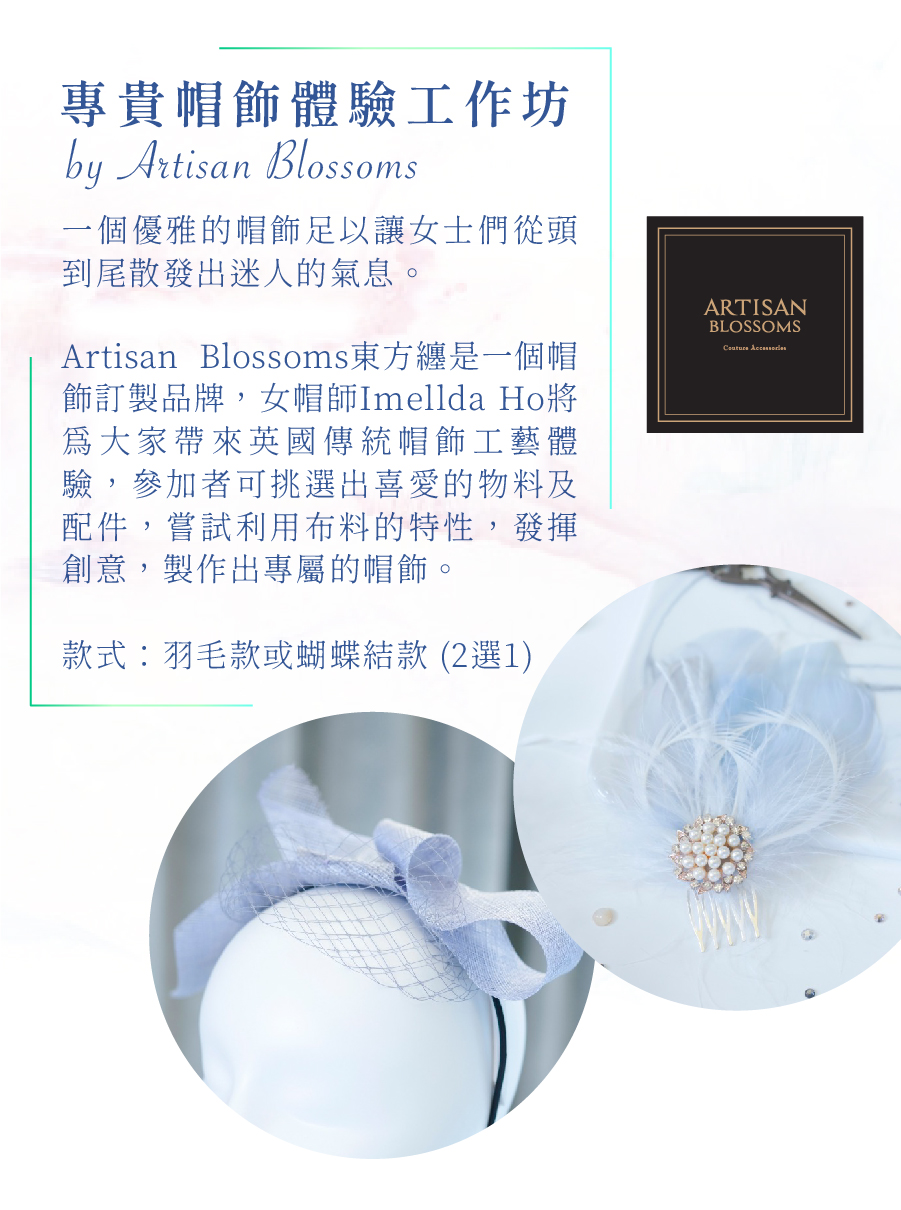 專貴帽飾體驗工作坊
by Artisan Blossoms
一個優雅的帽飾足以讓女士們從頭
到尾散發出迷人的氣息。
Artisan Blossoms東方纏是一個帽
飾訂製品牌，女帽師Imellda Ho將
爲大家帶來英國傳統帽飾工藝體
驗，參加者可挑選出喜愛的物料及
配件，嘗試利用布料的特性，發揮
創意，製作出專屬的帽飾。
款式：羽毛款或蝴蝶結款 (2選1)
ARTISAN
BLOSSOMS
Couture Accessories